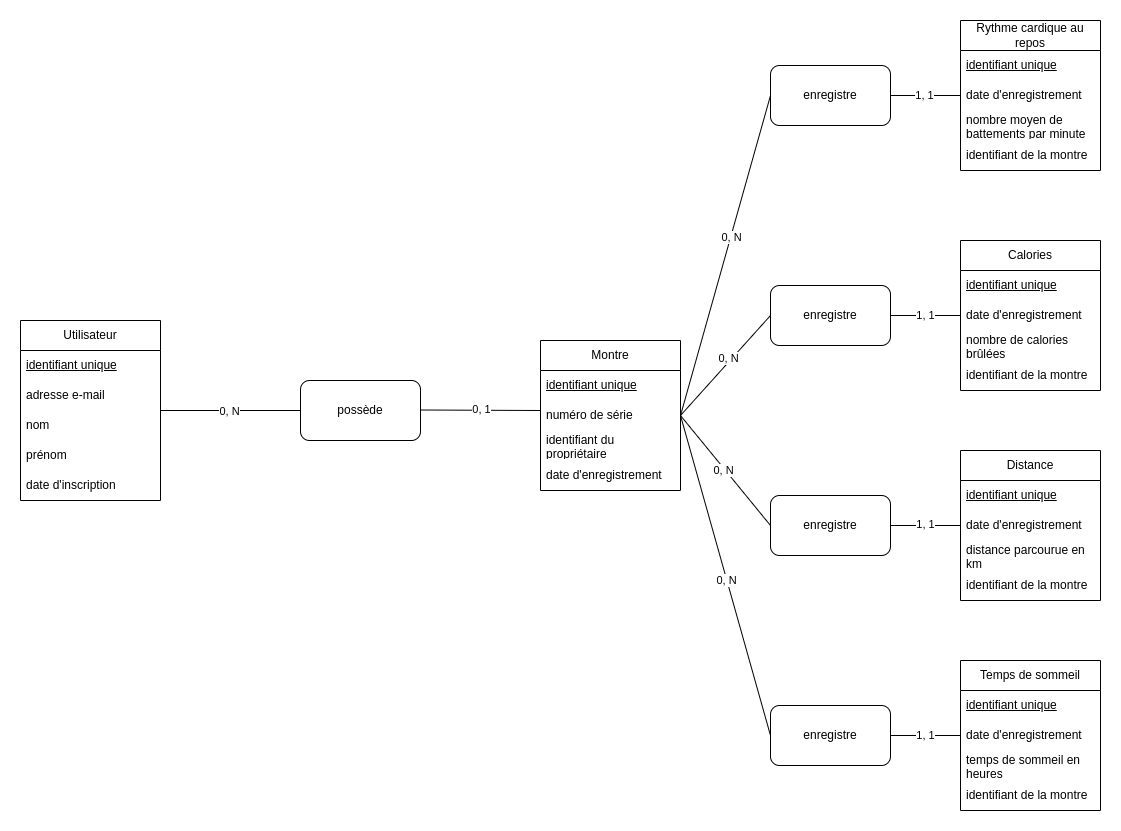 Utilisateur
identifiant unique
adresse e-mail
nom
prénom
date d'inscription
0, N
possède
0, 1
Montre
identifiant unique
numéro de série
identifiant du
propriétaire
date d'enregistrement
0, N
enregistre
1, 1
Rythme cardique au
repos
identifiant unique
date d'enregistrement
nombre moyen de
battements par minute
identifiant de la montre
0, N
enregistre
1, 1
Calories
identifiant unique
date d'enregistrement
nombre de calories
brûlées
identifiant de la montre
0, N
enregistre
1, 1
Distance
identifiant unique
date d'enregistrement
distance parcourue en
km
identifiant de la montre
0, N
enregistre
1, 1
Temps de sommeil
identifiant unique
date d'enregistrement
temps de sommeil en
heures
identifiant de la montre